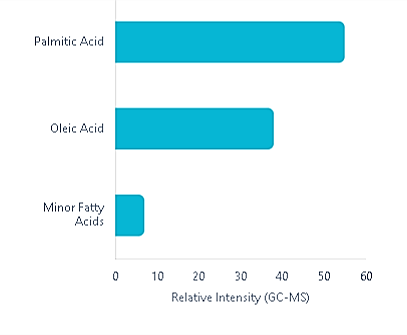 Palmitic Acid
Oleic Acid
Minor Fatty
Acids
0 10 20 30 40 50 60
Relative Intensity (GC-MS)